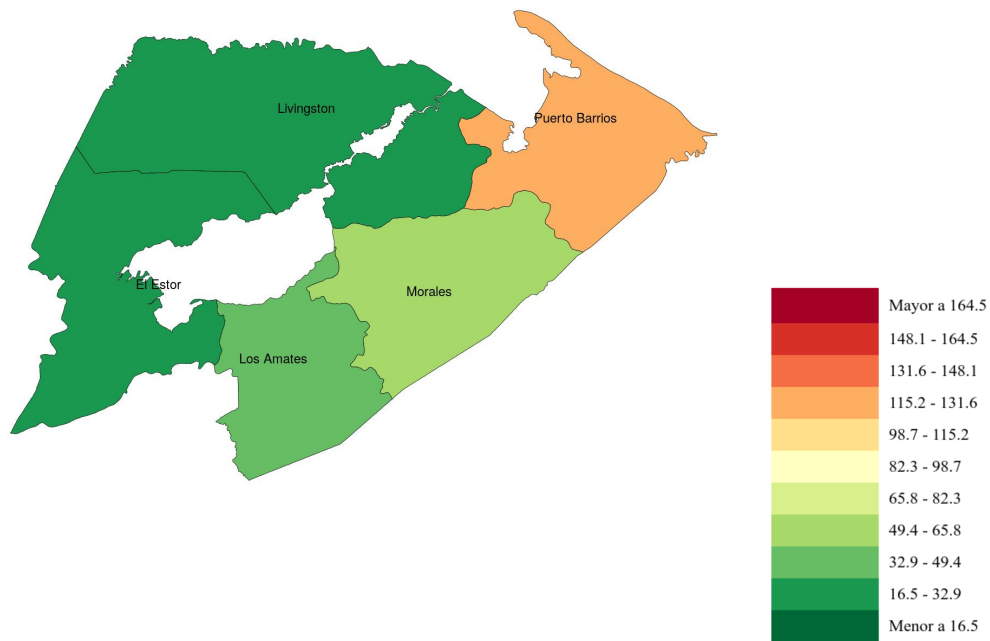 Livingston
Puerto Barrios
El Estor
Morales
Los Amates
Mayor a 164.5
148.1 - 164.5
131.6 - 148.1
115.2 - 131.6
98.7 - 115.2
82.3 - 98.7
65.8 - 82.3
49.4 - 65.8
32.9 - 49.4
16.5 - 32.9
Menor a 16.5